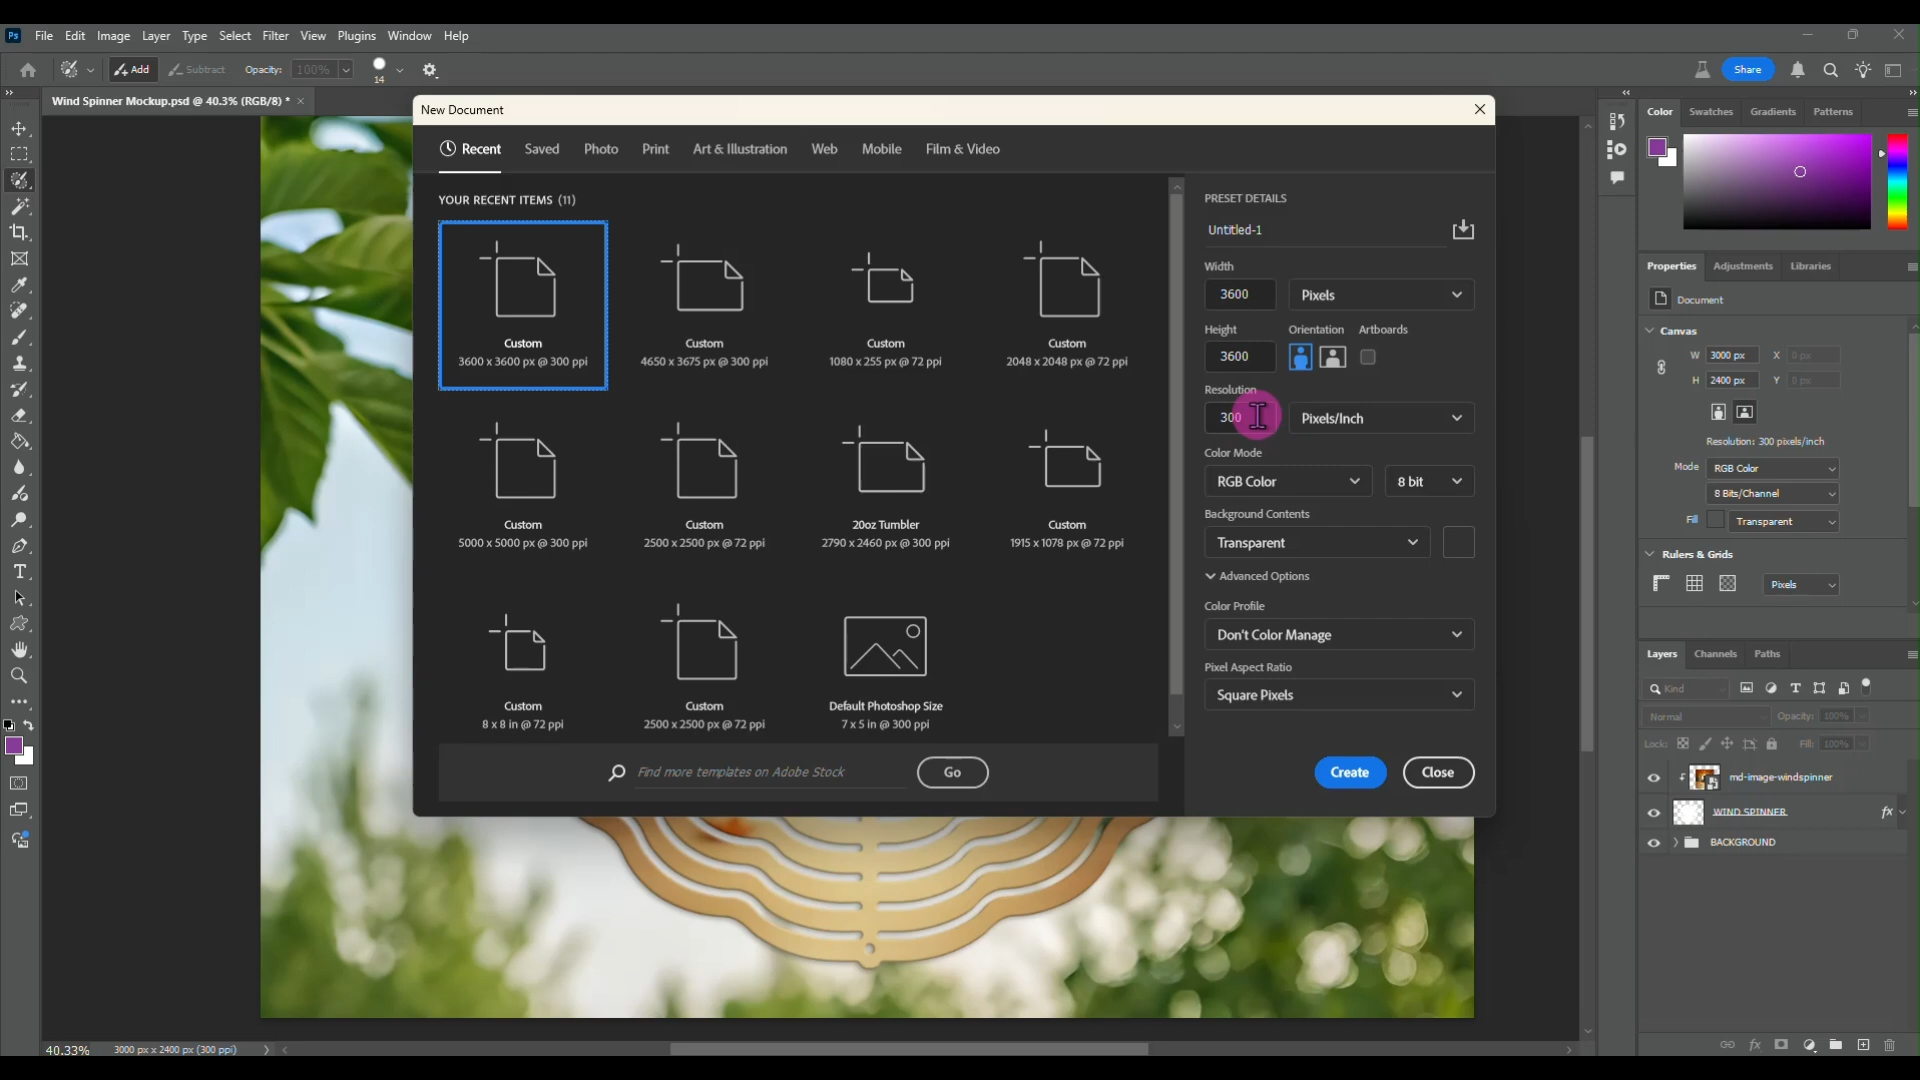 Ps File Edit Image Layer Type Select Filter View Plugins Window Help
Add Subtract Opacity: 100% 14 Share
Wind Spinner Mockup.psd @ 40.3% (RGB/8) * ×
New Document
Recent Saved Photo Print Art & Illustration Web Mobile Film & Video
YOUR RECENT ITEMS (11)
Custom
3600 x 3600 px @ 300 ppi
Custom
4650 x 3675 px @ 300 ppi
Custom
1080 x 255 px @ 72 ppi
Custom
2048 x 2048 px @ 72 ppi
Custom
5000 x 5000 px @ 300 ppi
Custom
2500 x 2500 px @ 72 ppi
20oz Tumbler
2790 x 2460 px @ 300 ppi
Custom
1915 x 1078 px @ 72 ppi
Custom
8 x 8 in @ 72 ppi
Custom
2500 x 2500 px @ 72 ppi
Default Photoshop Size
7 x 5 in @ 300 ppi
Find more templates on Adobe Stock Go
PRESET DETAILS
Untitled-1
Width
3600 Pixels
Height Orientation Artboards
3600
Resolution
300 Pixels/Inch
Color Mode
RGB Color 8 bit
Background Contents
Transparent
Advanced Options
Color Profile
Don't Color Manage
Pixel Aspect Ratio
Square Pixels
Create Close
Color Swatches Gradients Patterns
Properties Adjustments Libraries
Document
Canvas
W 3000 px X 0 px
H 2400 px Y 0 px
Resolution: 300 pixels/inch
Mode RGB Color
8 Bits/Channel
Fill Transparent
Rulers & Grids
Pixels
Layers Channels Paths
Kind
Normal Opacity: 100%
Lock: Fill: 100%
md-image-windspinner
WIND SPINNER fx
BACKGROUND
fx
40.33% 3000 px x 2400 px (300 ppi)